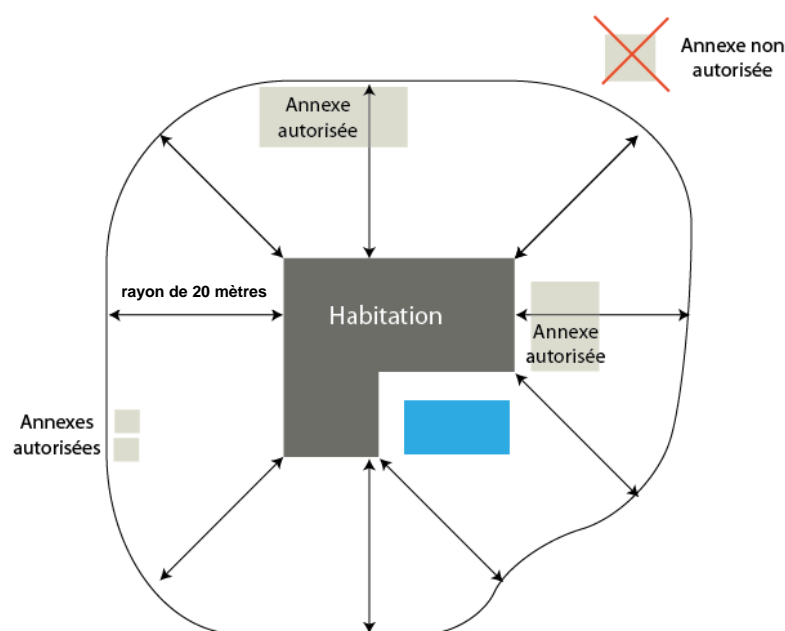 Annexe non
autorisée
Annexe
autorisée
rayon de 20 mètres
Habitation
Annexe
autorisée
Annexes
autorisées